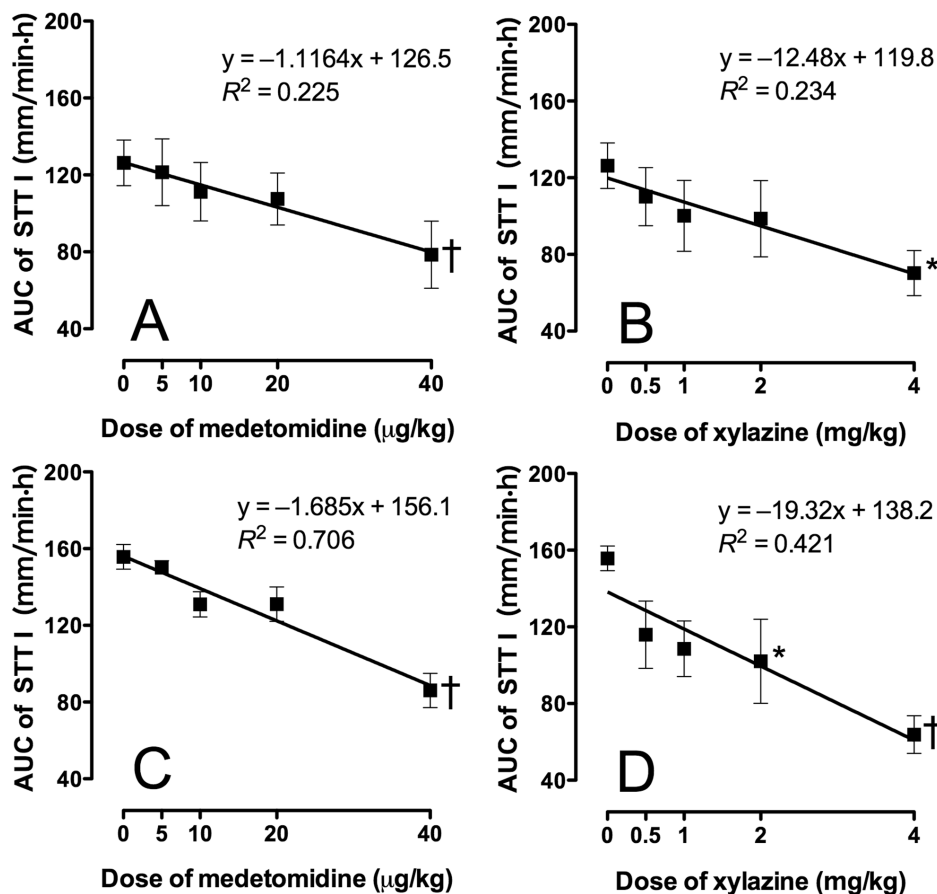 200
160
120
80
40
AUC of STT I (mm/min·h)
y = –1.1164x + 126.5
R² = 0.225
†
A
0 5 10 20 40
Dose of medetomidine (μg/kg)
200
160
120
80
40
AUC of STT I (mm/min·h)
y = –12.48x + 119.8
R² = 0.234
*
B
0 0.5 1 2 4
Dose of xylazine (mg/kg)
200
160
120
80
40
AUC of STT I (mm/min·h)
y = –1.685x + 156.1
R² = 0.706
†
C
0 5 10 20 40
Dose of medetomidine (μg/kg)
200
160
120
80
40
AUC of STT I (mm/min·h)
y = –19.32x + 138.2
R² = 0.421
*
†
D
0 0.5 1 2 4
Dose of xylazine (mg/kg)